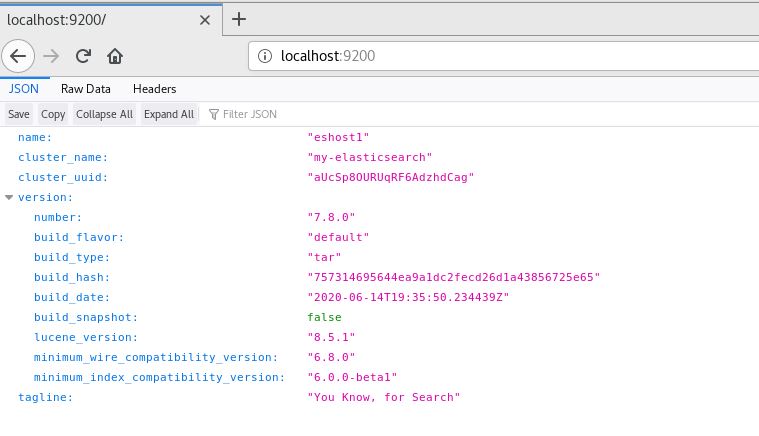 localhost:9200/
localhost:9200
JSON Raw Data Headers
Save Copy Collapse All Expand All Filter JSON
name: "eshost1"
cluster_name: "my-elasticsearch"
cluster_uuid: "aUcSp8OURUqRF6AdzhdCag"
version:
number: "7.8.0"
build_flavor: "default"
build_type: "tar"
build_hash: "757314695644ea9a1dc2fecd26d1a43856725e65"
build_date: "2020-06-14T19:35:50.234439Z"
build_snapshot: false
lucene_version: "8.5.1"
minimum_wire_compatibility_version: "6.8.0"
minimum_index_compatibility_version: "6.0.0-beta1"
tagline: "You Know, for Search"